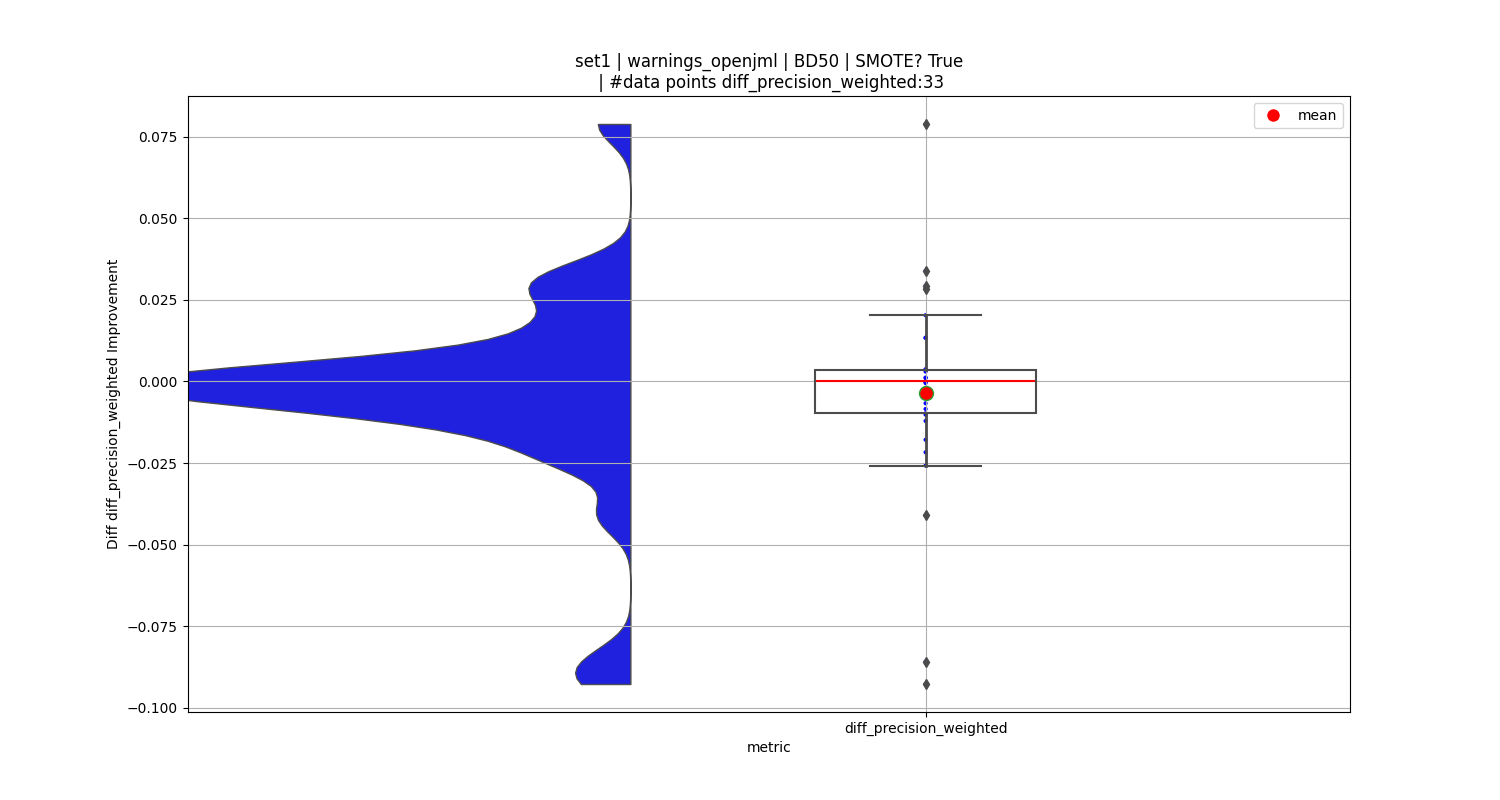 set1 | warnings_openjml | BD50 | SMOTE? True
| #data points diff_precision_weighted:33
mean
0.075
0.050
0.025
0.000
−0.025
−0.050
−0.075
−0.100
Diff diff_precision_weighted Improvement
diff_precision_weighted
metric